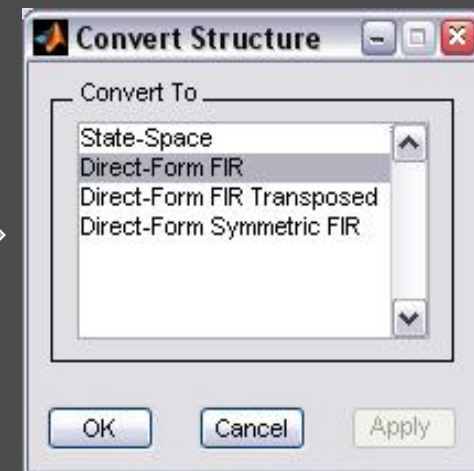 Convert Structure
Convert To
State-Space
Direct-Form FIR
Direct-Form FIR Transposed
Direct-Form Symmetric FIR
OK Cancel Apply